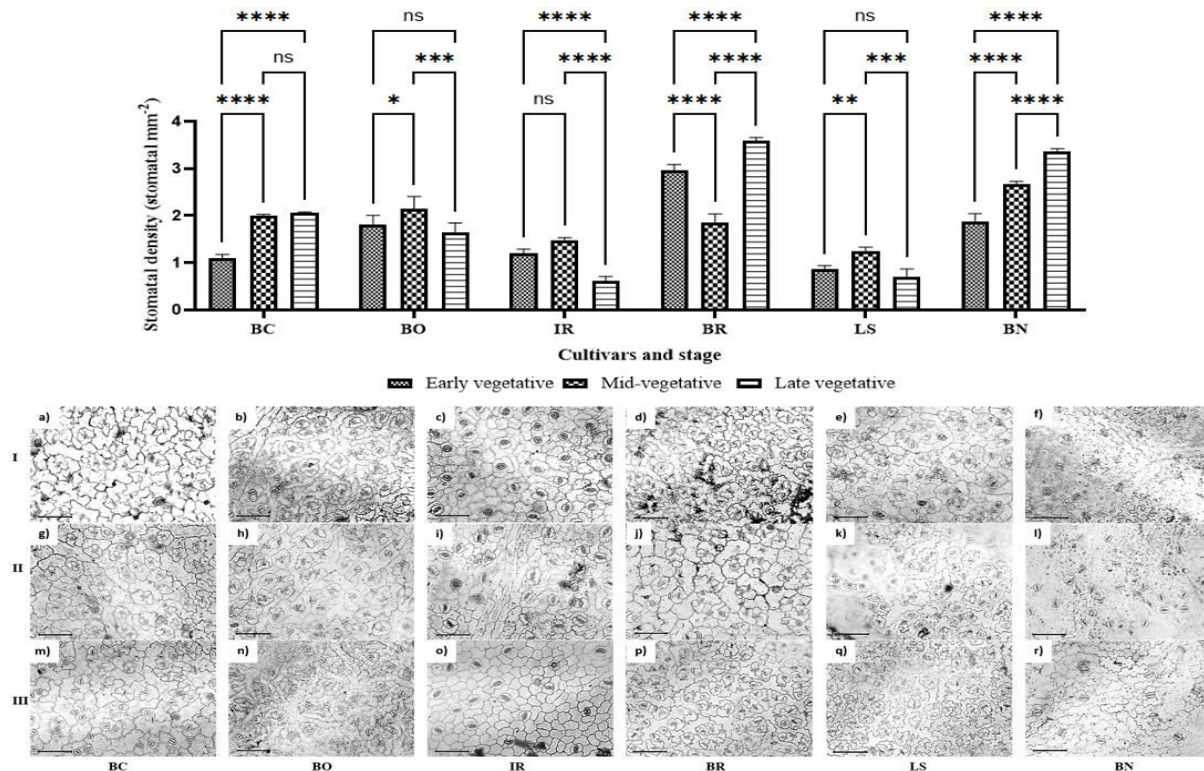 **** ns **** **** ns ****
ns *** **** **** *** ****
**** * ns **** ** ****
****
Stomatal density (stomatal mm-2)
4
3
2
1
0
BC BO IR BR LS BN
Cultivars and stage
Early vegetative Mid-vegetative Late vegetative
a) b) c) d) e) f)
I
g) h) i) j) k) l)
II
m) n) o) p) q) r)
III
BC BO IR BR LS BN